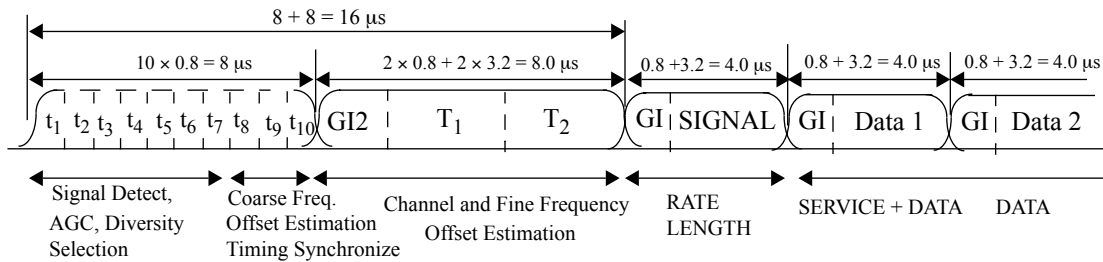 8 + 8 = 16 μs
10 × 0.8 = 8 μs
2 × 0.8 + 2 × 3.2 = 8.0 μs
0.8 +3.2 = 4.0 μs
0.8 + 3.2 = 4.0 μs
0.8 + 3.2 = 4.0 μs
t1 t2 t3 t4 t5 t6 t7 t8 t9 t10 GI2 T1 T2 GI SIGNAL GI Data 1 GI Data 2
Signal Detect,
AGC, Diversity
Selection
Coarse Freq.
Offset Estimation
Timing Synchronize
Channel and Fine Frequency
Offset Estimation
RATE
LENGTH
SERVICE + DATA
DATA